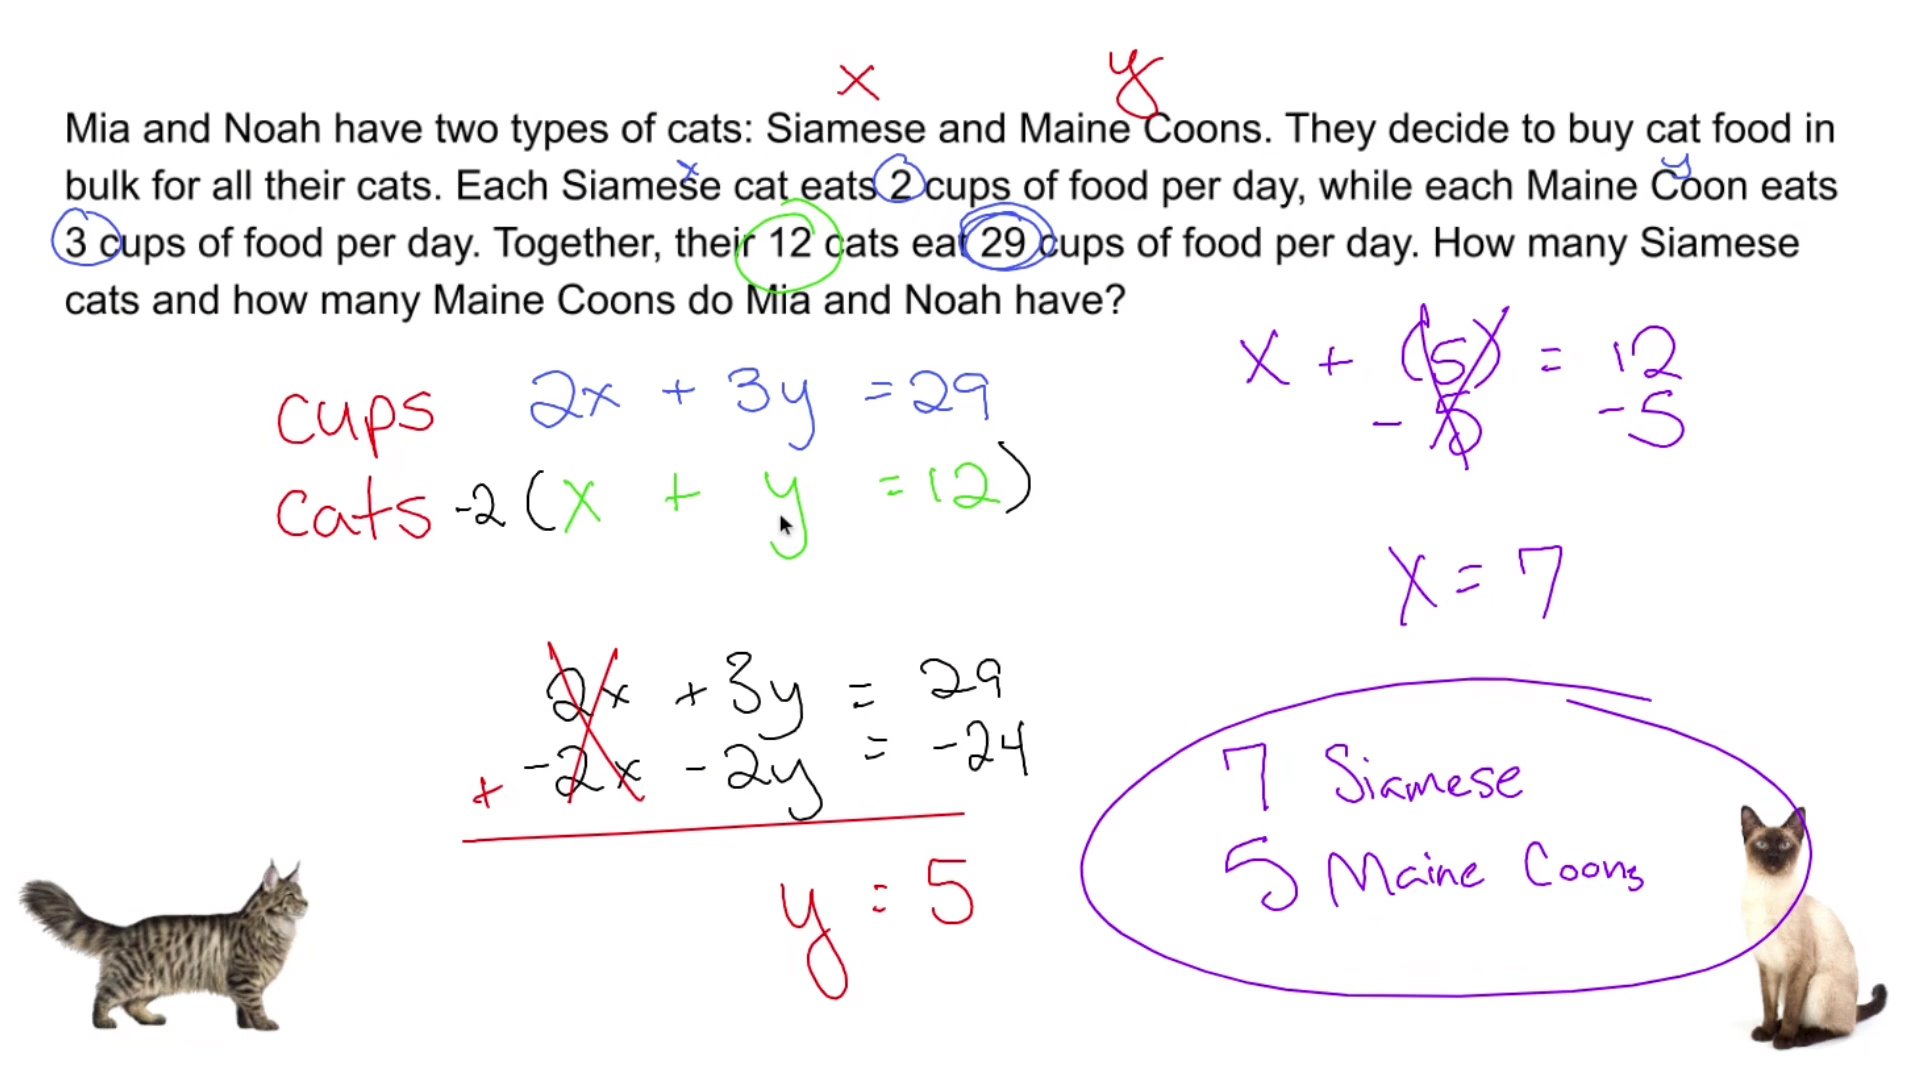 x y
Mia and Noah have two types of cats: Siamese and Maine Coons. They decide to buy cat food in
x y
bulk for all their cats. Each Siamese cat eats 2 cups of food per day, while each Maine Coon eats
3 cups of food per day. Together, their 12 cats eat 29 cups of food per day. How many Siamese
cats and how many Maine Coons do Mia and Noah have?
cups 2x + 3y = 29
cats -2(x + y = 12)
2x + 3y = 29
+ -2x - 2y = -24
y = 5
x + (5) = 12
- 5 - 5
x = 7
7 Siamese
5 Maine Coons